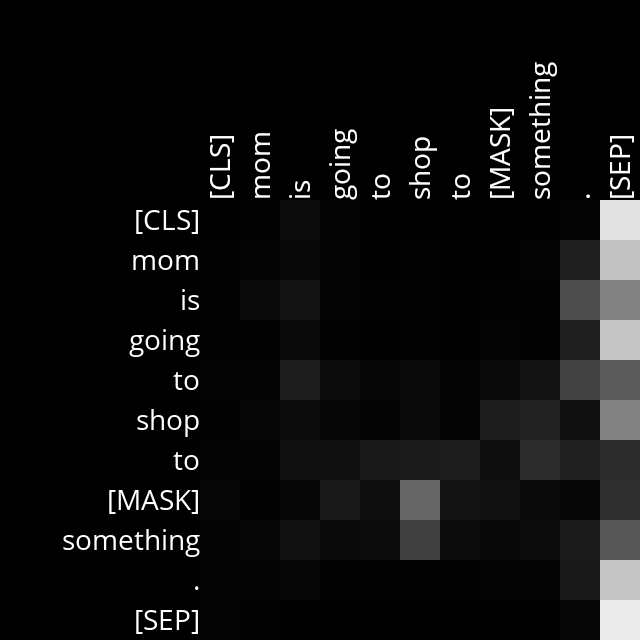 [CLS] mom is going to shop to [MASK] something . [SEP]
[CLS]
mom
is
going
to
shop
to
[MASK]
something
.
[SEP]